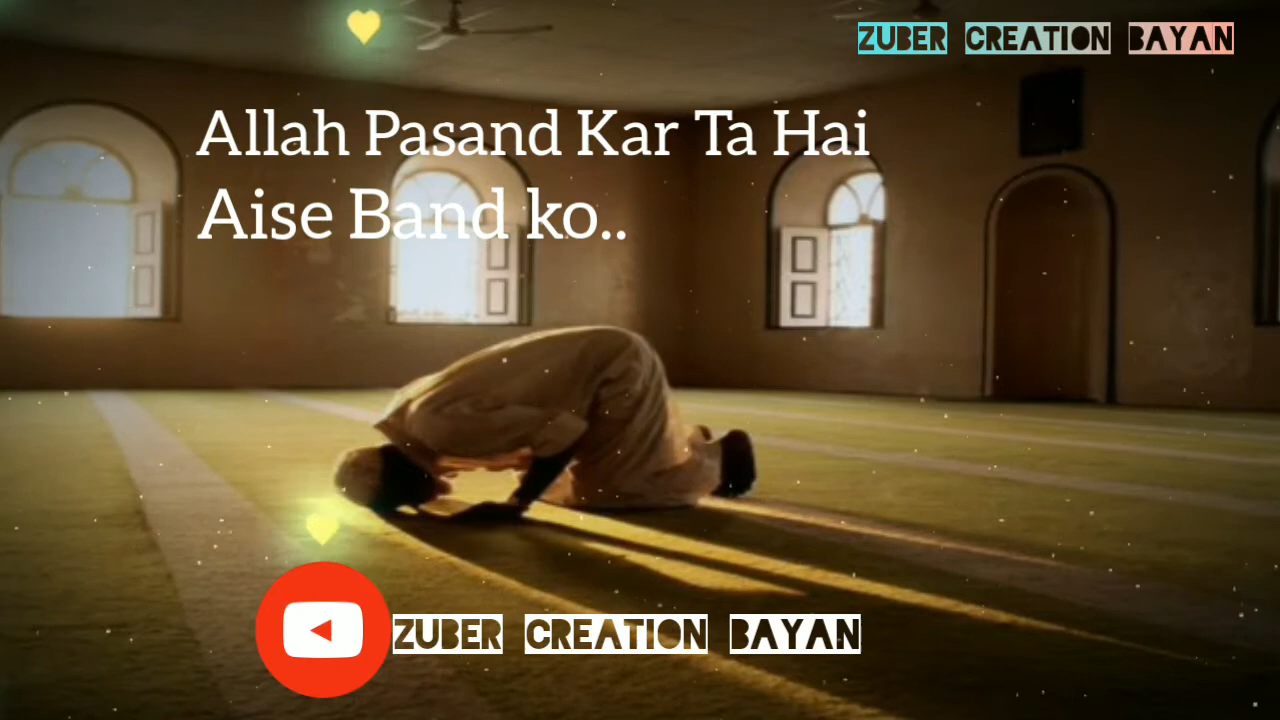 ZUBER CREATION BAYAN
Allah Pasand Kar Ta Hai
Aise Band ko..
ZUBER CREATION BAYAN